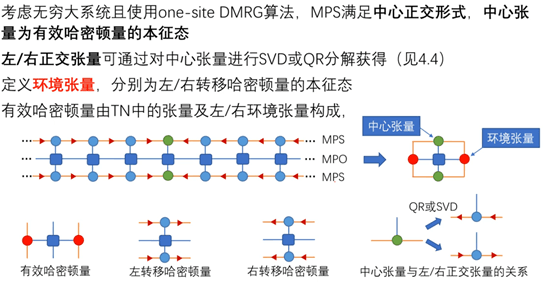 考虑无穷大系统且使用one-site DMRG算法，MPS满足中心正交形式，中心张
量为有效哈密顿量的本征态
左/右正交张量可通过对中心张量进行SVD或QR分解获得（见4.4）
定义环境张量，分别为左/右转移哈密顿量的本征态
有效哈密顿量由TN中的张量及左/右环境张量构成，
中心张量
环境张量
... ... MPS
... ... MPO
... ... MPS
QR或SVD
有效哈密顿量
左转移哈密顿量
右转移哈密顿量
中心张量与左/右正交张量的关系